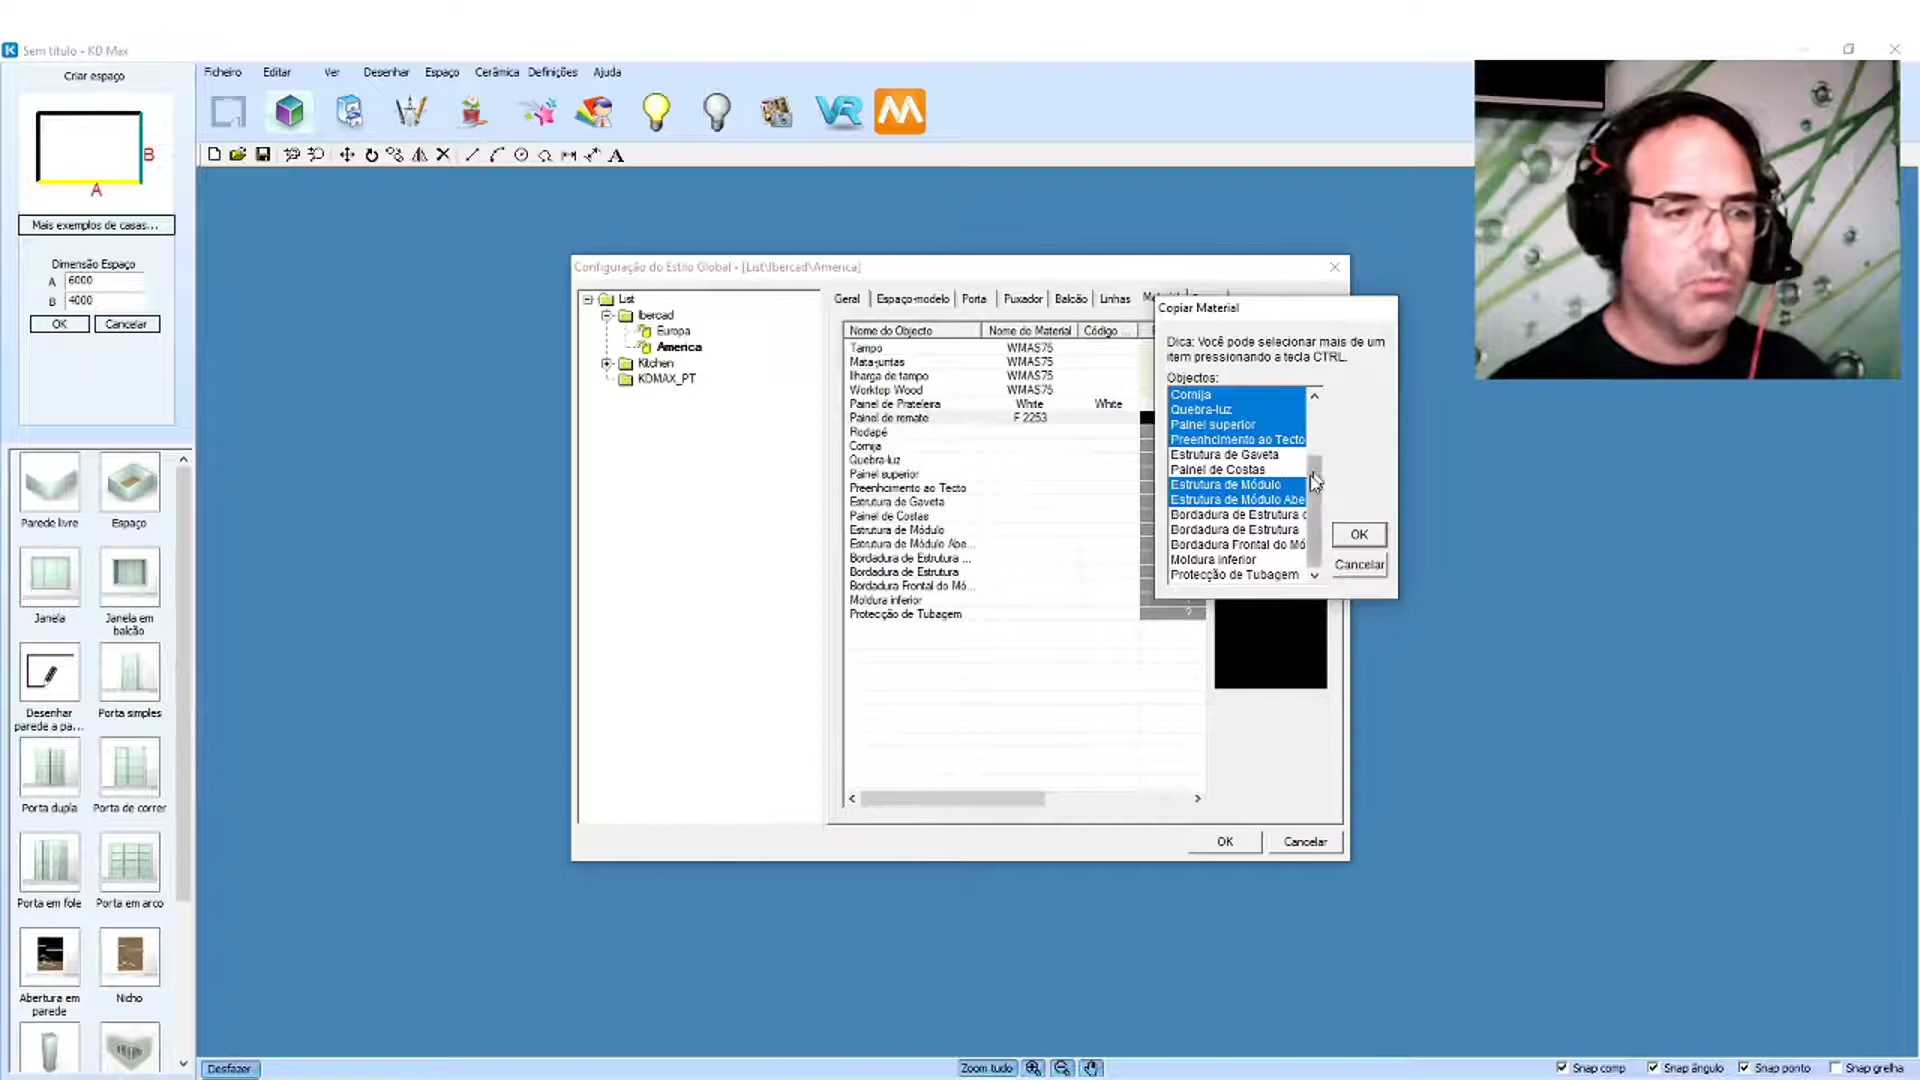 Sem título - KD Max
Criar espaço
Ficheiro Editar Ver Desenhar Espaço Cerâmica Definições Ajuda
B
A
VR
Mais exemplos de casas...
Dimensão Espaço
A 6000
B 4000
OK Cancelar
Parede livre Espaço
Janela Janela em balcão
Desenhar parede a pa... Porta simples
Porta dupla Porta de correr
Porta em fole Porta em arco
Abertura em parede Nicho
Configuração do Estilo Global - [List\Ibercad\America]
List
Ibercad
Europa
America
Kitchen
KDMAX_PT
Geral Espaço-modelo Porta Puxador Balcão Linhas
Nome do Objecto Nome do Material Código ...
Tampo WMAS75
Mata-juntas WMAS75
Ilharga de tampo WMAS75
Worktop Wood WMAS75
Painel de Prateleira White White
Painel de remate F 2253
Rodapé
Cornija
Quebra-luz
Painel superior
Preenhcimento ao Tecto
Estrutura de Gaveta
Painel de Costas
Estrutura de Módulo
Estrutura de Módulo Abe...
Bordadura de Estrutura ...
Bordadura de Estrutura
Bordadura Frontal do Mó...
Moldura inferior
Protecção de Tubagem
?
OK Cancelar
Copiar Material
Dica: Você pode selecionar mais de um
item pressionando a tecla CTRL.
Objectos:
Cornija
Quebra-luz
Painel superior
Preenhcimento ao Tecto
Estrutura de Gaveta
Painel de Costas
Estrutura de Módulo
Estrutura de Módulo Abe
Bordadura de Estrutura
Bordadura de Estrutura
Bordadura Frontal do Mó
Moldura inferior
Protecção de Tubagem
OK
Cancelar
Desfazer Zoom tudo Snap comp Snap ângulo Snap ponto Snap grelha